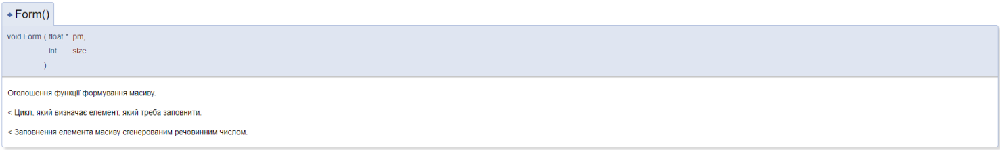 Form()
void Form ( float * pm,
int size
)
Оголошення функції формування масиву.
< Цикл, який визначає елемент, який треба заповнити.
< Заповнення елемента масиву сгенерованим речовинним числом.